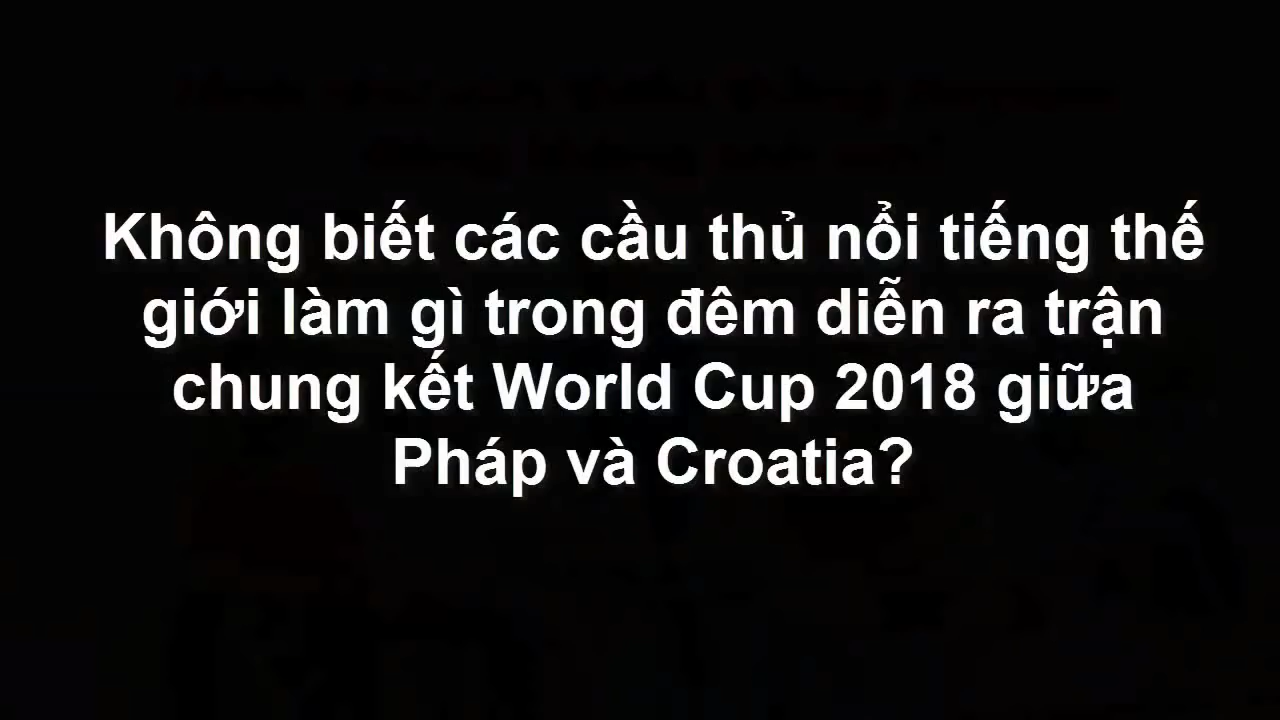 Không biết các cầu thủ nổi tiếng thế
giới làm gì trong đêm diễn ra trận
chung kết World Cup 2018 giữa
Pháp và Croatia?